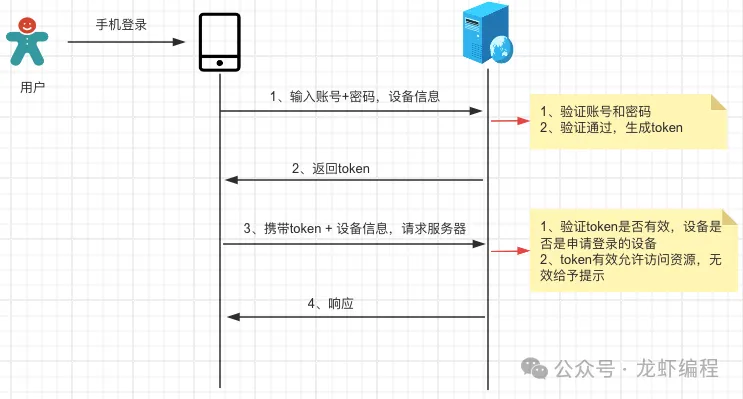 手机登录
用户
1、输入账号+密码，设备信息
1、验证账号和密码
2、验证通过，生成token
2、返回token
3、携带token + 设备信息，请求服务器
1、验证token是否有效，设备是
否是申请登录的设备
2、token有效允许访问资源，无
效给予提示
4、响应
公众号 · 龙虾编程